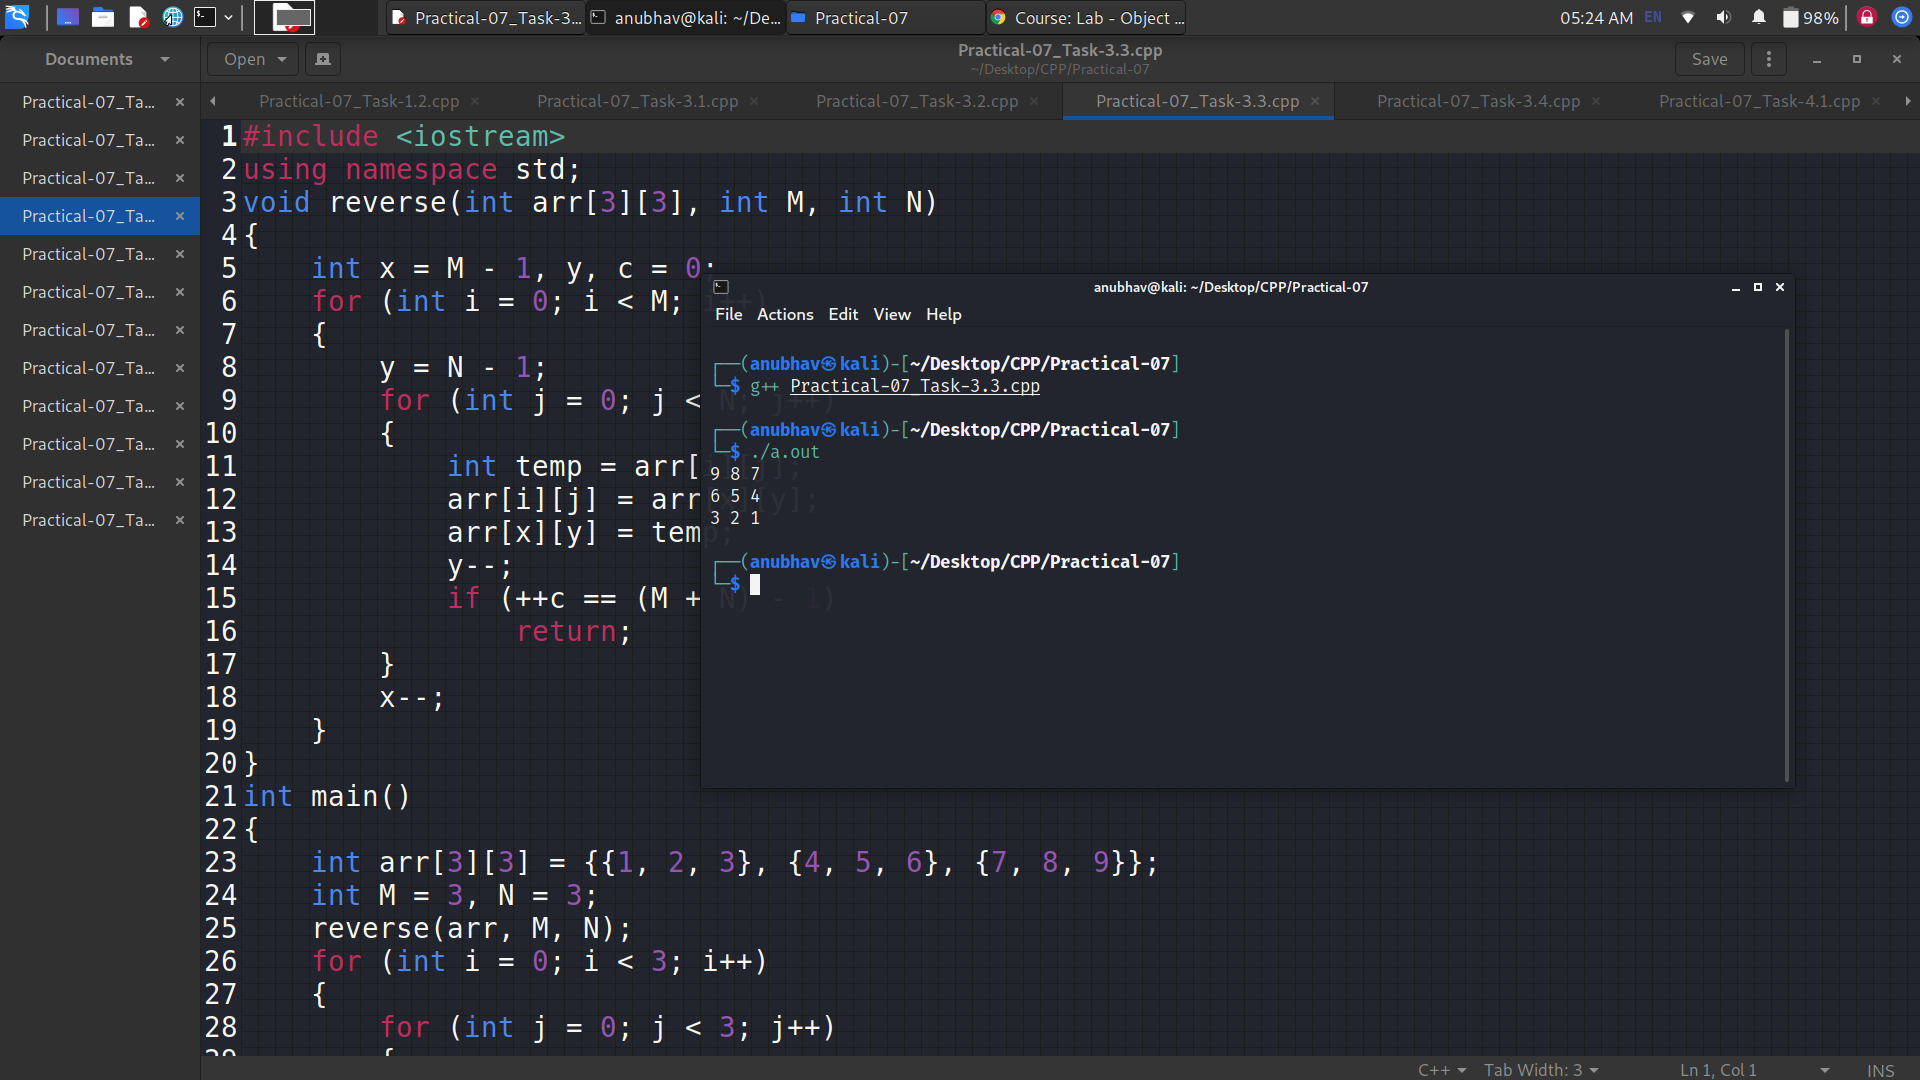 Practical-07_Task-3...
anubhav@kali: ~/De...
Practical-07
Course: Lab - Object ...
05:24 AM
EN
98%
Documents
Open
Practical-07_Task-3.3.cpp
~/Desktop/CPP/Practical-07
Save
Practical-07_Ta...
Practical-07_Ta...
Practical-07_Ta...
Practical-07_Ta...
Practical-07_Ta...
Practical-07_Ta...
Practical-07_Ta...
Practical-07_Ta...
Practical-07_Ta...
Practical-07_Ta...
Practical-07_Ta...
Practical-07_Ta...
Practical-07_Task-1.2.cpp
Practical-07_Task-3.1.cpp
Practical-07_Task-3.2.cpp
Practical-07_Task-3.3.cpp
Practical-07_Task-3.4.cpp
Practical-07_Task-4.1.cpp
1 #include <iostream>
2 using namespace std;
3 void reverse(int arr[3][3], int M, int N)
4 {
5 int x = M - 1, y, c = 0;
6 for (int i = 0; i < M; i++)
7 {
8 y = N - 1;
9 for (int j = 0; j < N; j++)
10 {
11 int temp = arr[i][j];
12 arr[i][j] = arr[x][y];
13 arr[x][y] = temp;
14 y--;
15 if (++c == (M + N) - 1)
16 return;
17 }
18 x--;
19 }
20 }
21 int main()
22 {
23 int arr[3][3] = {{1, 2, 3}, {4, 5, 6}, {7, 8, 9}};
24 int M = 3, N = 3;
25 reverse(arr, M, N);
26 for (int i = 0; i < 3; i++)
27 {
28 for (int j = 0; j < 3; j++)
29 {
anubhav@kali: ~/Desktop/CPP/Practical-07
File Actions Edit View Help
┌──(anubhav㉿kali)-[~/Desktop/CPP/Practical-07]
└─$ g++ Practical-07_Task-3.3.cpp
┌──(anubhav㉿kali)-[~/Desktop/CPP/Practical-07]
└─$ ./a.out
9 8 7
6 5 4
3 2 1
┌──(anubhav㉿kali)-[~/Desktop/CPP/Practical-07]
└─$
C++
Tab Width: 3
Ln 1, Col 1
INS